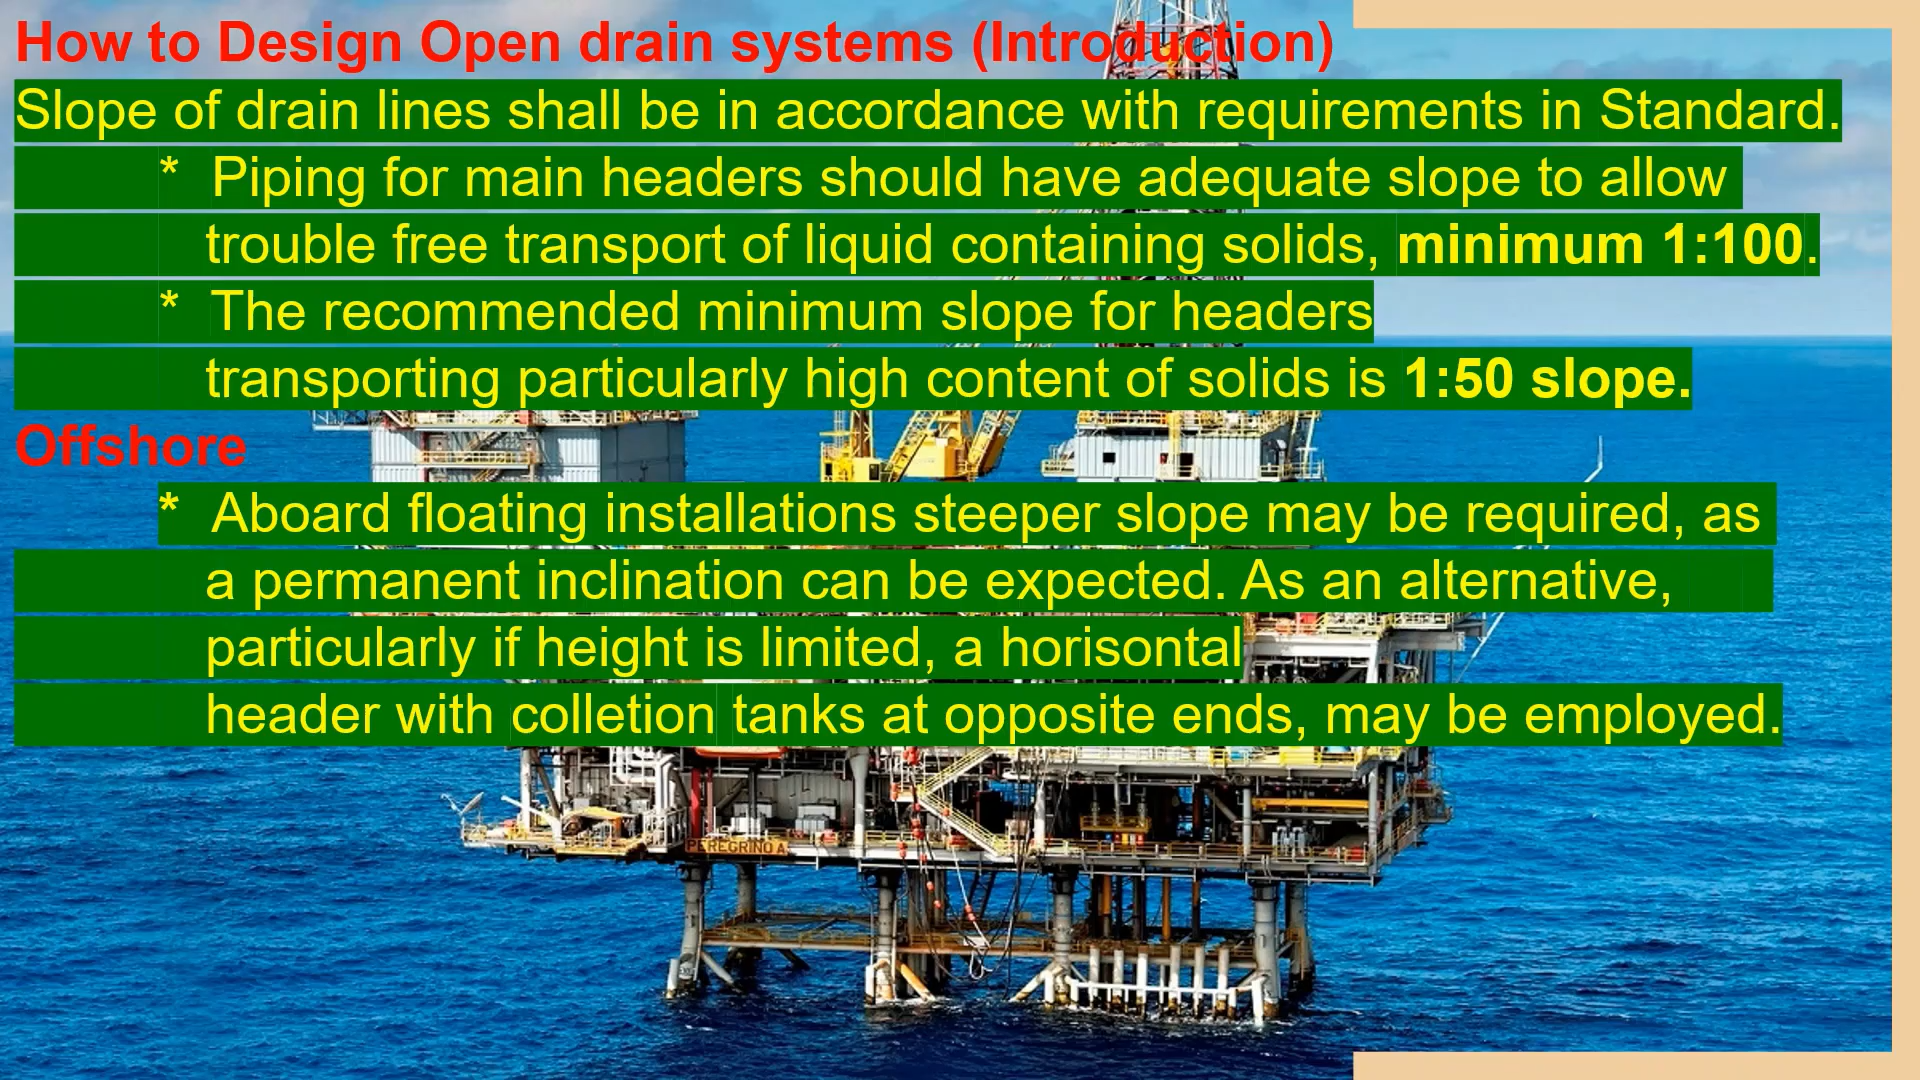 How to Design Open drain systems (Introduction)
Slope of drain lines shall be in accordance with requirements in Standard.
* Piping for main headers should have adequate slope to allow
trouble free transport of liquid containing solids, minimum 1:100.
* The recommended minimum slope for headers
transporting particularly high content of solids is 1:50 slope.
Offshore
* Aboard floating installations steeper slope may be required, as
a permanent inclination can be expected. As an alternative,
particularly if height is limited, a horisontal
header with colletion tanks at opposite ends, may be employed.
PEREGRINO A